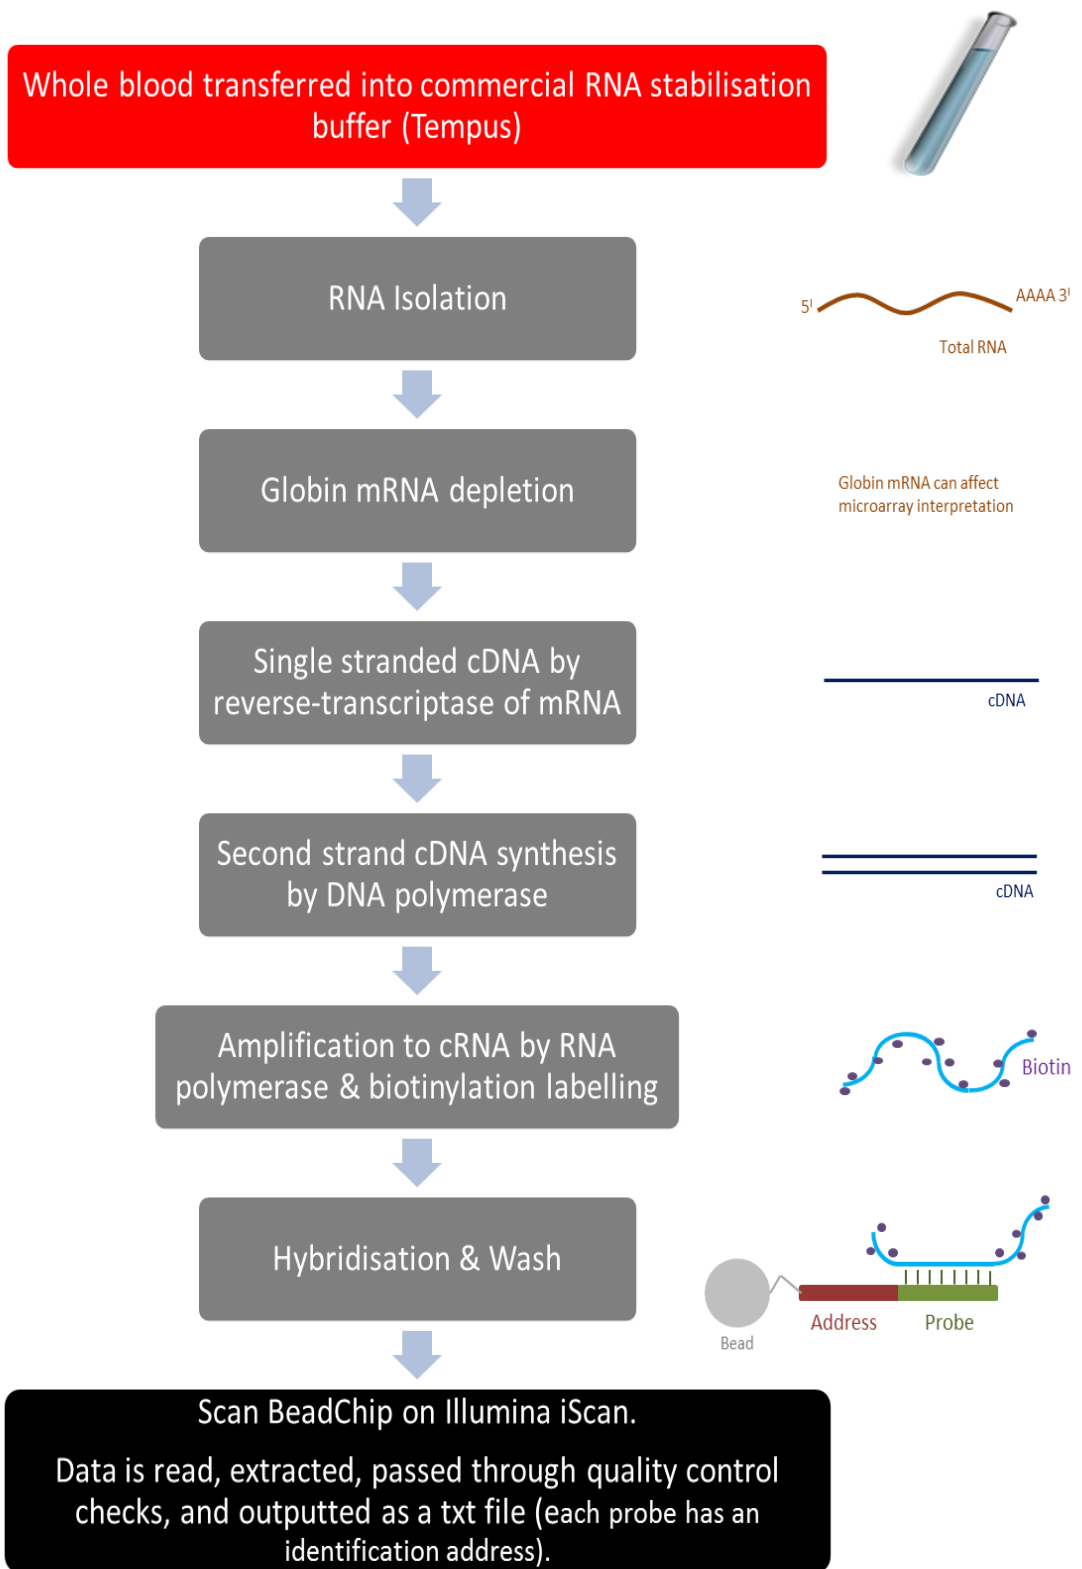 Whole blood transferred into commercial RNA stabilisation
buffer (Tempus)
RNA Isolation
5ᴵ
AAAA 3ᴵ
Total RNA
Globin mRNA depletion
Globin mRNA can affect
microarray interpretation
Single stranded cDNA by
reverse-transcriptase of mRNA
cDNA
Second strand cDNA synthesis
by DNA polymerase
cDNA
Amplification to cRNA by RNA
polymerase & biotinylation labelling
Biotin
Hybridisation & Wash
Address
Probe
Bead
Scan BeadChip on Illumina iScan.
Data is read, extracted, passed through quality control
checks, and outputted as a txt file (each probe has an
identification address).